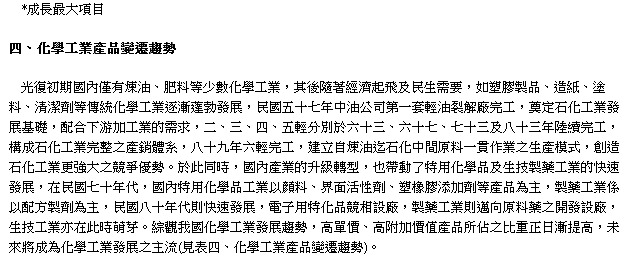 *成長最大項目
四、化學工業產品變遷趨勢
光復初期國內僅有煉油、肥料等少數化學工業，其後隨著經濟起飛及民生需要，如塑膠製品、造紙、塗
料、清潔劑等傳統化學工業逐漸蓬勃發展，民國五十七年中油公司第一套輕油裂解廠完工，奠定石化工業發
展基礎，配合下游加工業的需求，二、三、四、五輕分別於六十三、六十七、七十三及八十三年陸續完工，
構成石化工業完整之產銷體系，八十九年六輕完工，建立自煉油迄石化中間原料一貫作業之生產模式，創造
石化工業更強大之競爭優勢。於此同時，國內產業的升級轉型，也帶動了特用化學品及生技製藥工業的快速
發展，在民國七十年代，國內特用化學品工業以顏料、界面活性劑、塑橡膠添加劑等產品為主，製藥工業係
以配方製劑為主，民國八十年代則快速發展，電子用特化品競相設廠，製藥工業則邁向原料藥之開發設廠，
生技工業亦在此時萌芽。綜觀我國化學工業發展趨勢，高單價、高附加價值產品所佔之比重正日漸提高，未
來將成為化學工業發展之主流(見表四、化學工業產品變遷趨勢)。